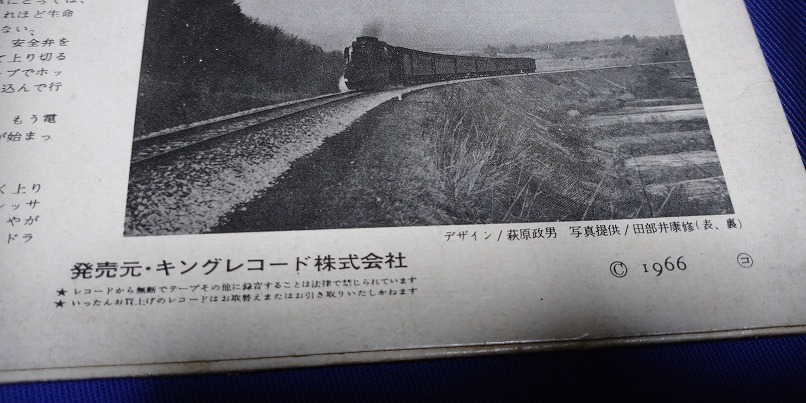 にとっては、
れほど生命
ない。
、安全弁を
て上り切る
ープでホッ
込んで行
もう電
が始まっ
く上り
レッサ
やが
ドラ
デザイン/萩原政男 写真提供/田部井康修(表、裏)
発売元・キングレコード株式会社
© 1966 コ
★ レコードから無断でテープその他に録音することは法律で禁じられています
★ いったんお買上げのレコードはお取替えまたはお引き取りいたしかねます